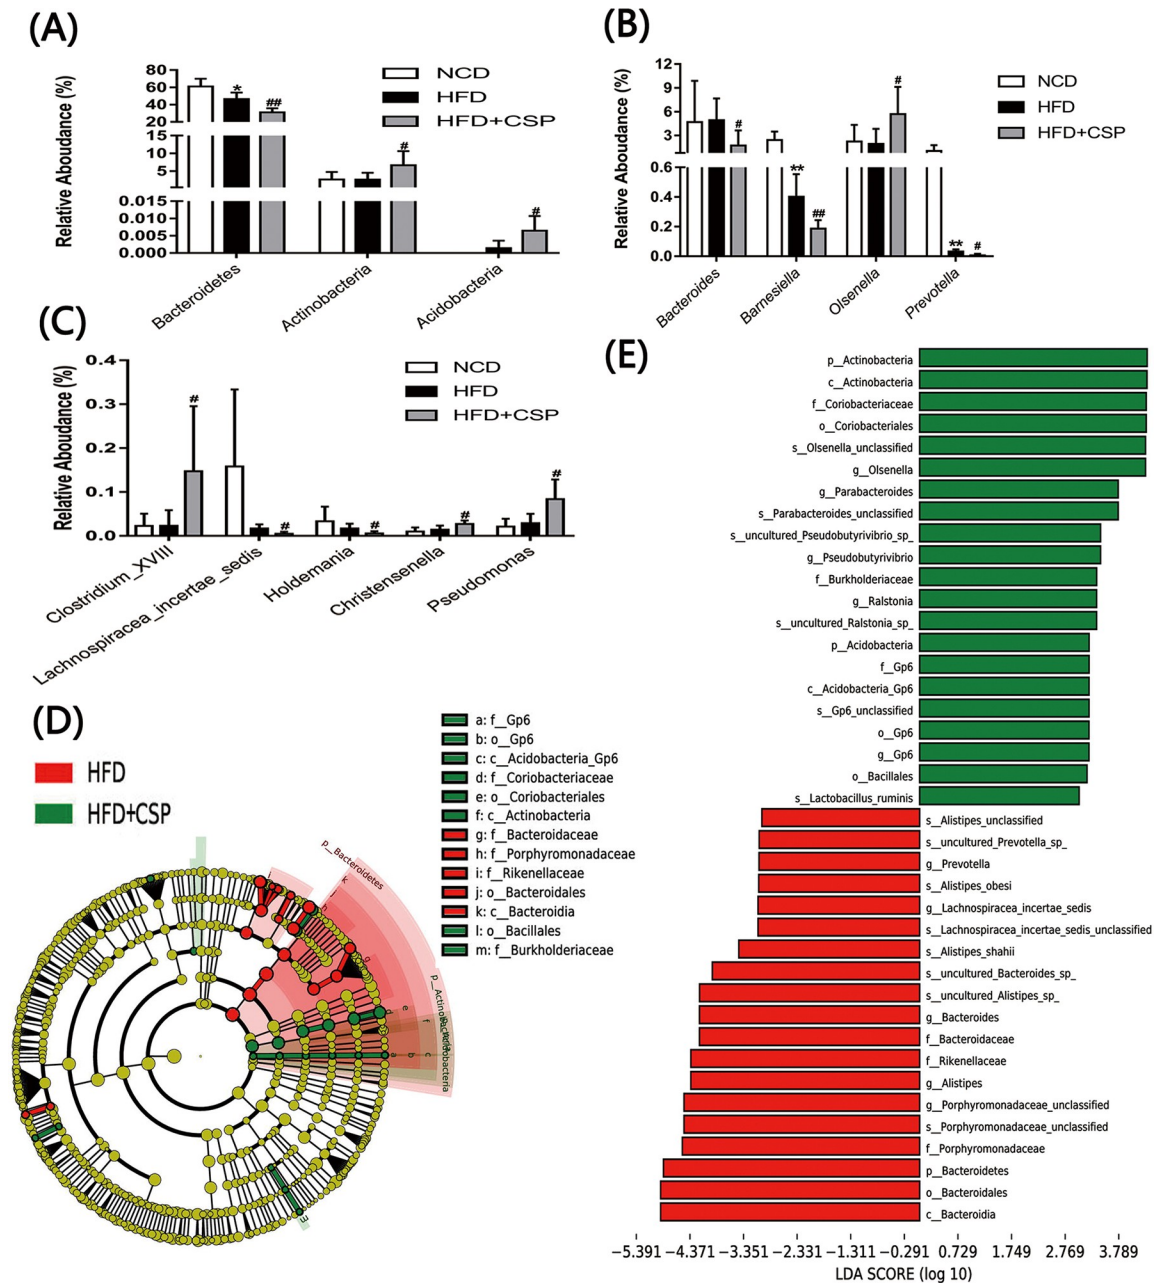 (A)
Relative Aboudance (%)
80
60
40
20
15
10
5
0.015
0.010
0.005
0.000
*
##
#
#
NCD
HFD
HFD+CSP
Bacteroidetes
Actinobacteria
Acidobacteria
(B)
Relative Aboudance (%)
12
9
6
3
0.6
0.4
0.2
0.0
#
**
##
#
**
#
NCD
HFD
HFD+CSP
Bacteroides
Barnesiella
Olsenella
Prevotella
(C)
Relative Aboudance (%)
0.4
0.3
0.2
0.1
0.0
#
#
#
#
#
NCD
HFD
HFD+CSP
Clostridium_XVIII
Lachnospiracea_incertae_sedis
Holdemania
Christensenella
Pseudomonas
(D)
HFD
HFD+CSP
a: f__Gp6
b: o__Gp6
c: c__Acidobacteria_Gp6
d: f__Coriobacteriaceae
e: o__Coriobacteriales
f: c__Actinobacteria
g: f__Bacteroidaceae
h: f__Porphyromonadaceae
i: f__Rikenellaceae
j: o__Bacteroidales
k: c__Bacteroidia
l: o__Bacillales
m: f__Burkholderiaceae
p__Bacteroidetes
k
i
h
g
e
d
f
a
b
c
m
(E)
p__Actinobacteria
c__Actinobacteria
f__Coriobacteriaceae
o__Coriobacteriales
s__Olsenella_unclassified
g__Olsenella
g__Parabacteroides
s__Parabacteroides_unclassified
s__uncultured_Pseudobutyrivibrio_sp_
g__Pseudobutyrivibrio
f__Burkholderiaceae
g__Ralstonia
s__uncultured_Ralstonia_sp_
p__Acidobacteria
f__Gp6
c__Acidobacteria_Gp6
s__Gp6_unclassified
o__Gp6
g__Gp6
o__Bacillales
s__Lactobacillus_ruminis
s__Alistipes_unclassified
s__uncultured_Prevotella_sp_
g__Prevotella
s__Alistipes_obesi
g__Lachnospiracea_incertae_sedis
s__Lachnospiracea_incertae_sedis_unclassified
s__Alistipes_shahii
s__uncultured_Bacteroides_sp_
s__uncultured_Alistipes_sp_
g__Bacteroides
f__Bacteroidaceae
f__Rikenellaceae
g__Alistipes
g__Porphyromonadaceae_unclassified
s__Porphyromonadaceae_unclassified
f__Porphyromonadaceae
p__Bacteroidetes
o__Bacteroidales
c__Bacteroidia
−5.391 −4.371 −3.351 −2.331 −1.311 −0.291 0.729 1.749 2.769 3.789
LDA SCORE (log 10)